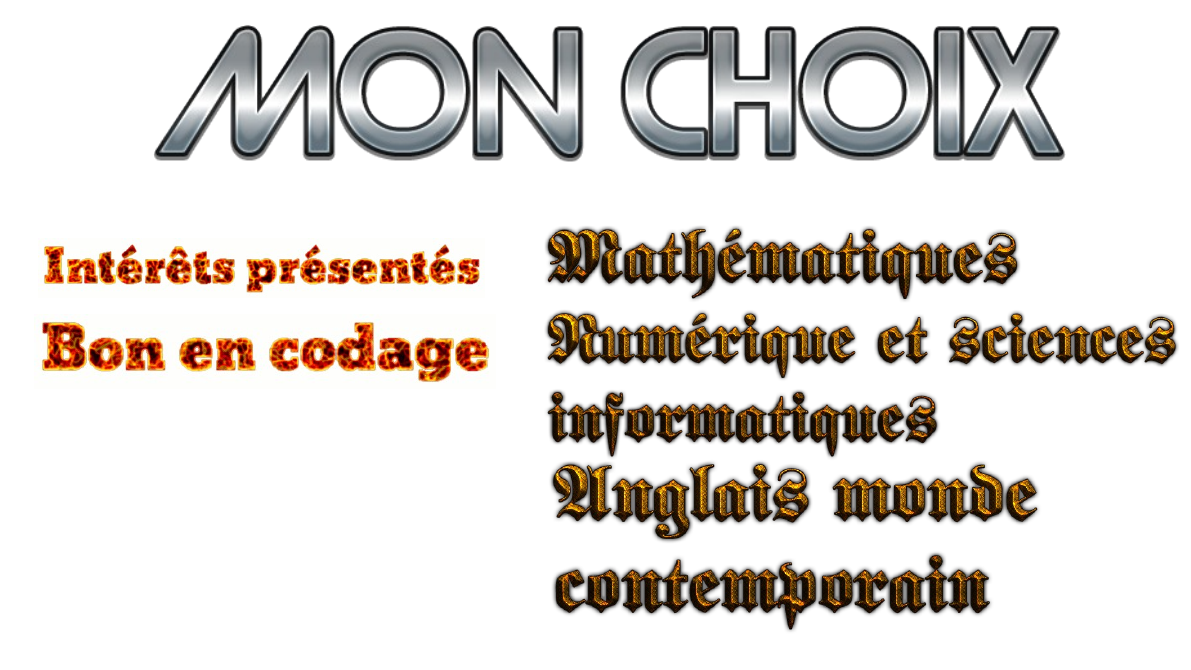 MON CHOIX
Intérêts présentés
Bon en codage
Mathématiques
Numérique et sciences
informatiques
Anglais monde
contemporain